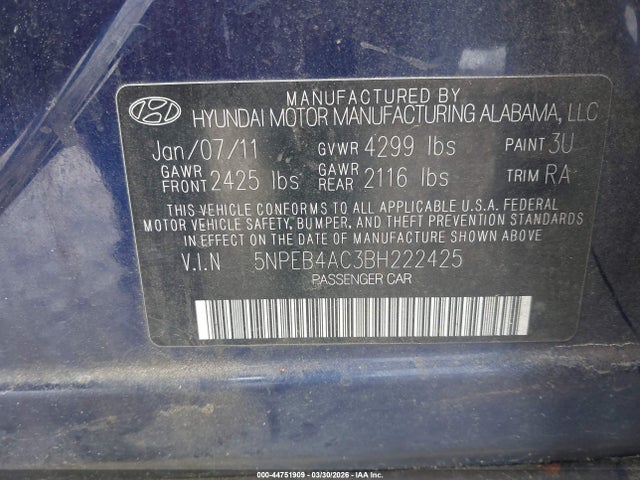 MANUFACTURED BY
HYUNDAI MOTOR MANUFACTURING ALABAMA, LLC
Jan/07/11 GVWR 4299 lbs PAINT 3U
GAWR FRONT 2425 lbs GAWR REAR 2116 lbs TRIM RA
THIS VEHICLE CONFORMS TO ALL APPLICABLE U.S.A. FEDERAL
MOTOR VEHICLE SAFETY, BUMPER, AND THEFT PREVENTION STANDARDS
IN EFFECT ON THE DATE OF MANUFACTURE SHOWN ABOVE.
V.I.N 5NPEB4AC3BH222425
PASSENGER CAR
000-44751909 - 03/30/2026 - IAAI.COM